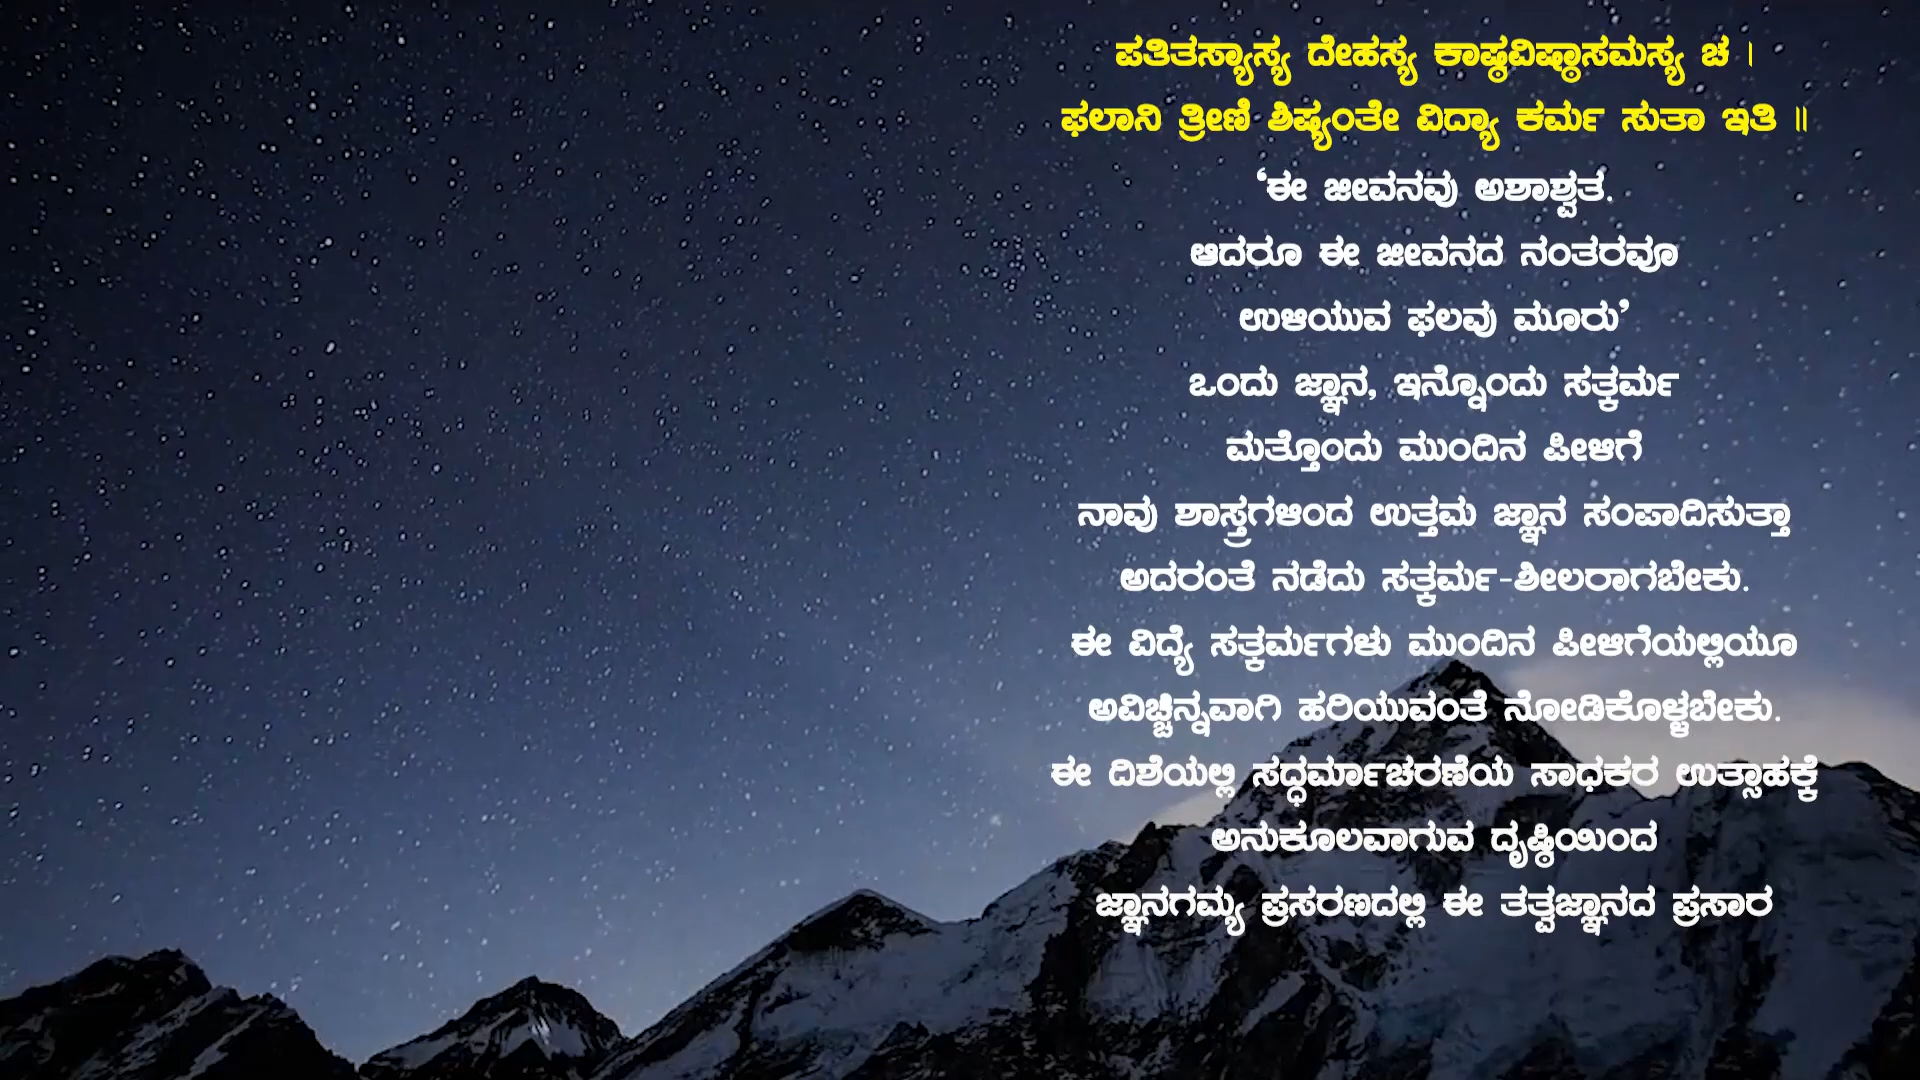 ಪತಿತಸ್ಯಾಸ್ಯ ದೇಹಸ್ಯ ಕಾಷ್ಠವಿಷ್ಠಾಸಮಸ್ಯ ಚ ।
ಫಲಾನಿ ತ್ರೀಣಿ ಶಿಷ್ಯಂತೇ ವಿದ್ಯಾ ಕರ್ಮ ಸುತಾ ಇತಿ ॥
‘ಈ ಜೀವನವು ಅಶಾಶ್ವತ.
ಆದರೂ ಈ ಜೀವನದ ನಂತರವೂ
ಉಳಿಯುವ ಫಲವು ಮೂರು’
ಒಂದು ಜ್ಞಾನ, ಇನ್ನೊಂದು ಸತ್ಕರ್ಮ
ಮತ್ತೊಂದು ಮುಂದಿನ ಪೀಳಿಗೆ
ನಾವು ಶಾಸ್ತ್ರಗಳಿಂದ ಉತ್ತಮ ಜ್ಞಾನ ಸಂಪಾದಿಸುತ್ತಾ
ಅದರಂತೆ ನಡೆದು ಸತ್ಕರ್ಮ-ಶೀಲರಾಗಬೇಕು.
ಈ ವಿದ್ಯೆ ಸತ್ಕರ್ಮಗಳು ಮುಂದಿನ ಪೀಳಿಗೆಯಲ್ಲಿಯೂ
ಅವಿಚ್ಛಿನ್ನವಾಗಿ ಹರಿಯುವಂತೆ ನೋಡಿಕೊಳ್ಳಬೇಕು.
ಈ ದಿಶೆಯಲ್ಲಿ ಸದ್ಧರ್ಮಾಚರಣೆಯ ಸಾಧಕರ ಉತ್ಸಾಹಕ್ಕೆ
ಅನುಕೂಲವಾಗುವ ದೃಷ್ಠಿಯಿಂದ
ಜ್ಞಾನಗಮ್ಯ ಪ್ರಸರಣದಲ್ಲಿ ಈ ತತ್ವಜ್ಞಾನದ ಪ್ರಸಾರ